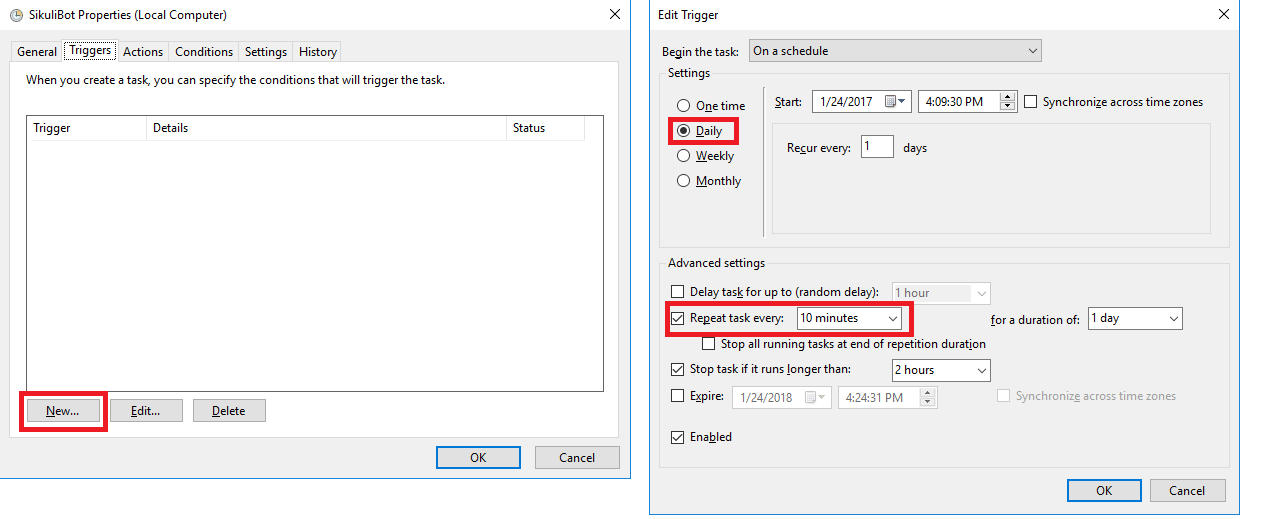 SikuliBot Properties (Local Computer)
General Triggers Actions Conditions Settings History
When you create a task, you can specify the conditions that will trigger the task.
Trigger Details Status
New... Edit... Delete
OK Cancel
Edit Trigger
Begin the task: On a schedule
Settings
One time
Daily
Weekly
Monthly
Start: 1/24/2017 4:09:30 PM Synchronize across time zones
Recur every: 1 days
Advanced settings
Delay task for up to (random delay): 1 hour
Repeat task every: 10 minutes for a duration of: 1 day
Stop all running tasks at end of repetition duration
Stop task if it runs longer than: 2 hours
Expire: 1/24/2018 4:24:31 PM Synchronize across time zones
Enabled
OK Cancel